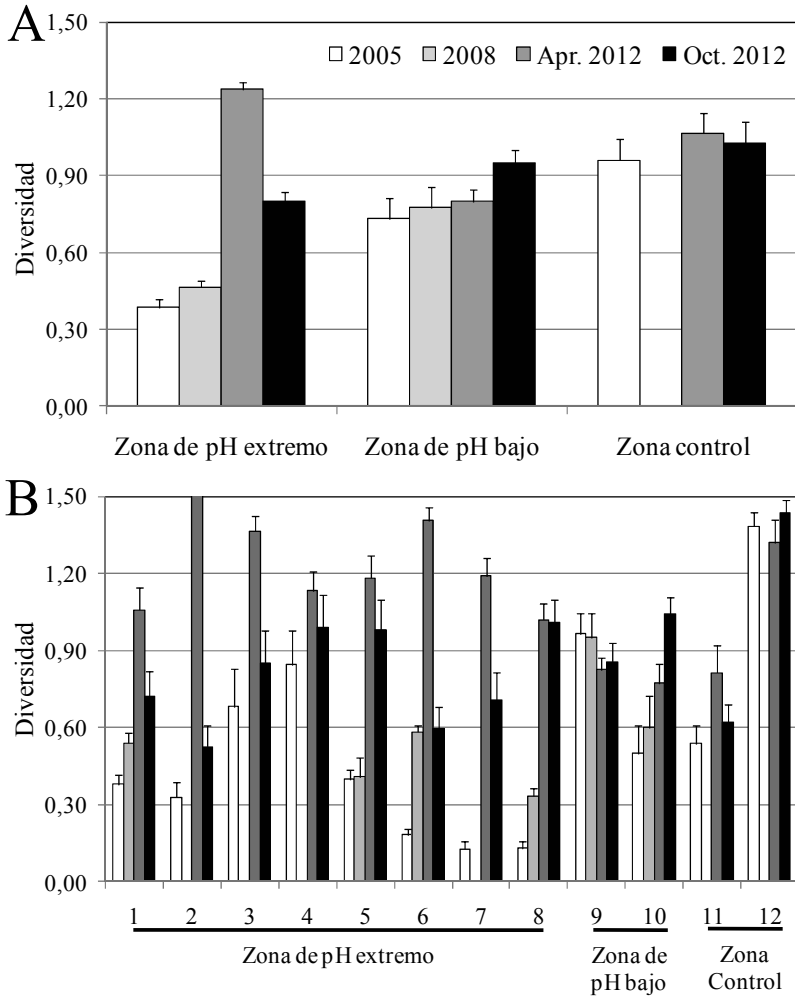 A
1,50
2005 2008 Apr. 2012 Oct. 2012
1,20
0,90
0,60
0,30
0,00
Diversidad
Zona de pH extremo Zona de pH bajo Zona control
B
1,50
1,20
0,90
0,60
0,30
0,00
Diversidad
1 2 3 4 5 6 7 8 9 10 11 12
Zona de pH extremo
Zona de
pH bajo
Zona
Control